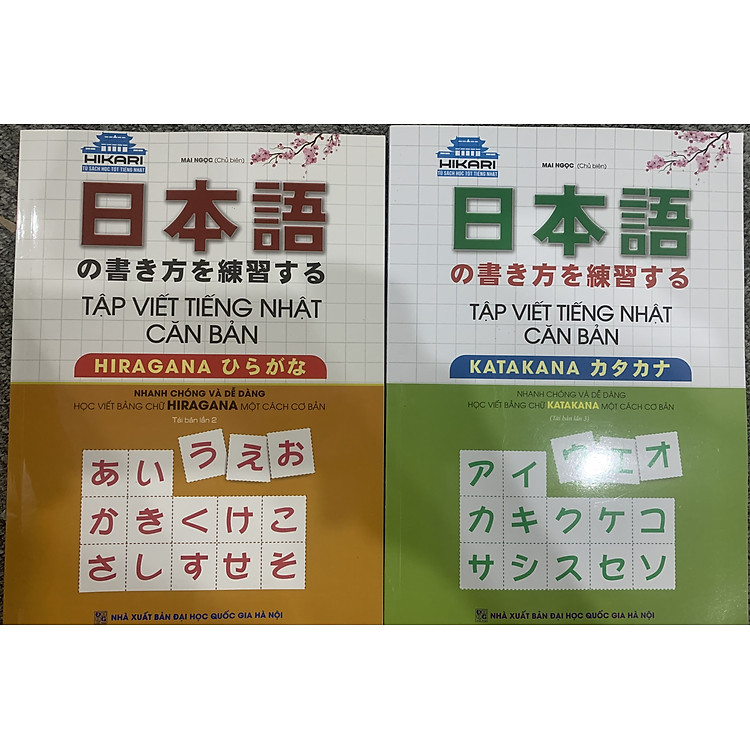 HIKARI
TỦ SÁCH HỌC TỐT TIẾNG NHẬT
MAI NGỌC (Chủ biên)
日本語
の書き方を練習する
TẬP VIẾT TIẾNG NHẬT
CĂN BẢN
HIRAGANA ひらがな
NHANH CHÓNG VÀ DỄ DÀNG
HỌC VIẾT BẢNG CHỮ HIRAGANA MỘT CÁCH CƠ BẢN
Tái bản lần 2
あいうえお
かきくけこ
さしすせそ
NHÀ XUẤT BẢN ĐẠI HỌC QUỐC GIA HÀ NỘI
HIKARI
TỦ SÁCH HỌC TỐT TIẾNG NHẬT
MAI NGỌC (Chủ biên)
日本語
の書き方を練習する
TẬP VIẾT TIẾNG NHẬT
CĂN BẢN
KATAKANA カタカナ
NHANH CHÓNG VÀ DỄ DÀNG
HỌC VIẾT BẢNG CHỮ KATAKANA MỘT CÁCH CƠ BẢN
(Tái bản lần 3)
アイウエオ
カキクケコ
サシスセソ
NHÀ XUẤT BẢN ĐẠI HỌC QUỐC GIA HÀ NỘI